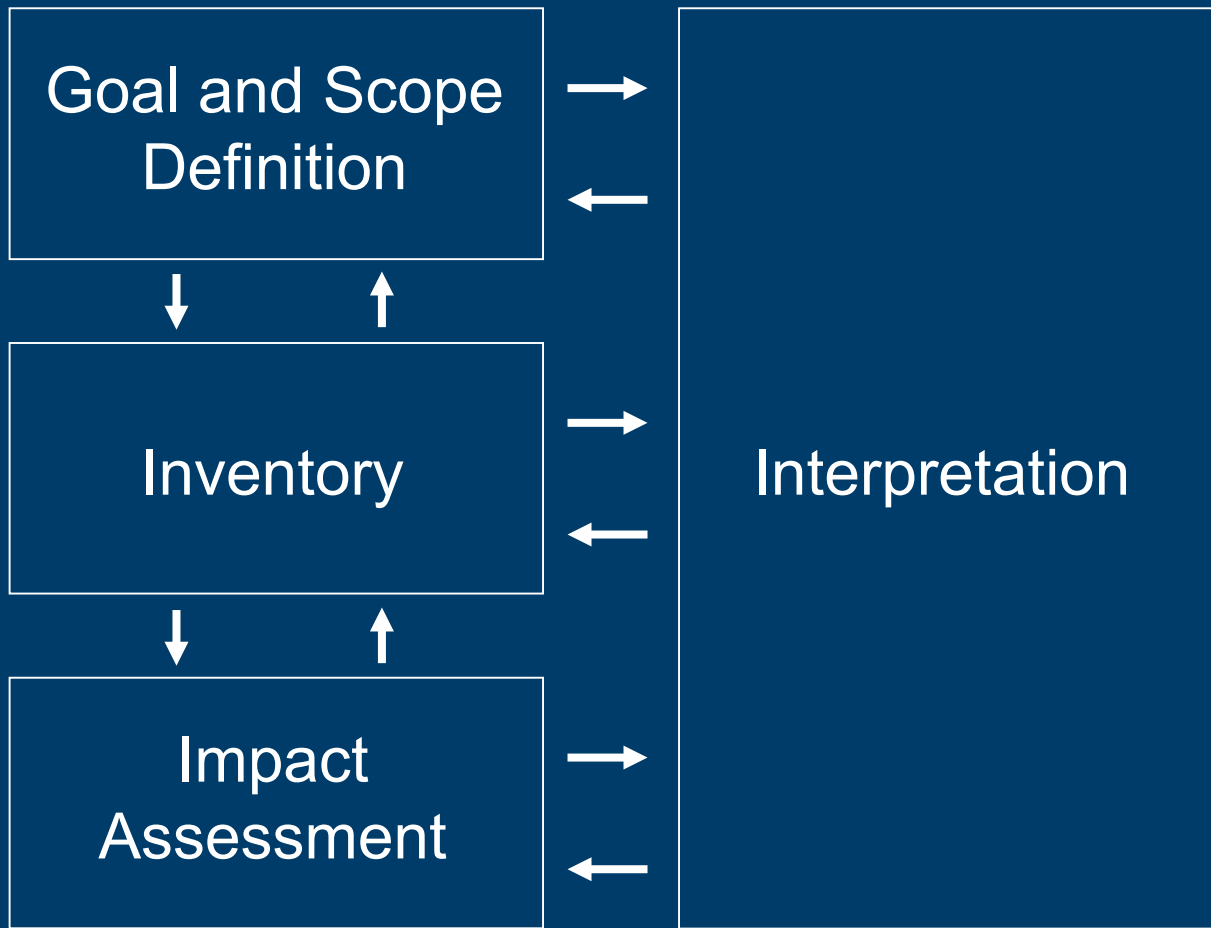 Goal and Scope
Definition
Inventory
Interpretation
Impact
Assessment